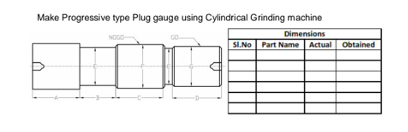 Make Progressive type Plug gauge using Cylindrical Grinding machine
NOGO
GO
A
B
C
D
Dimensions
Sl.No Part Name Actual Obtained